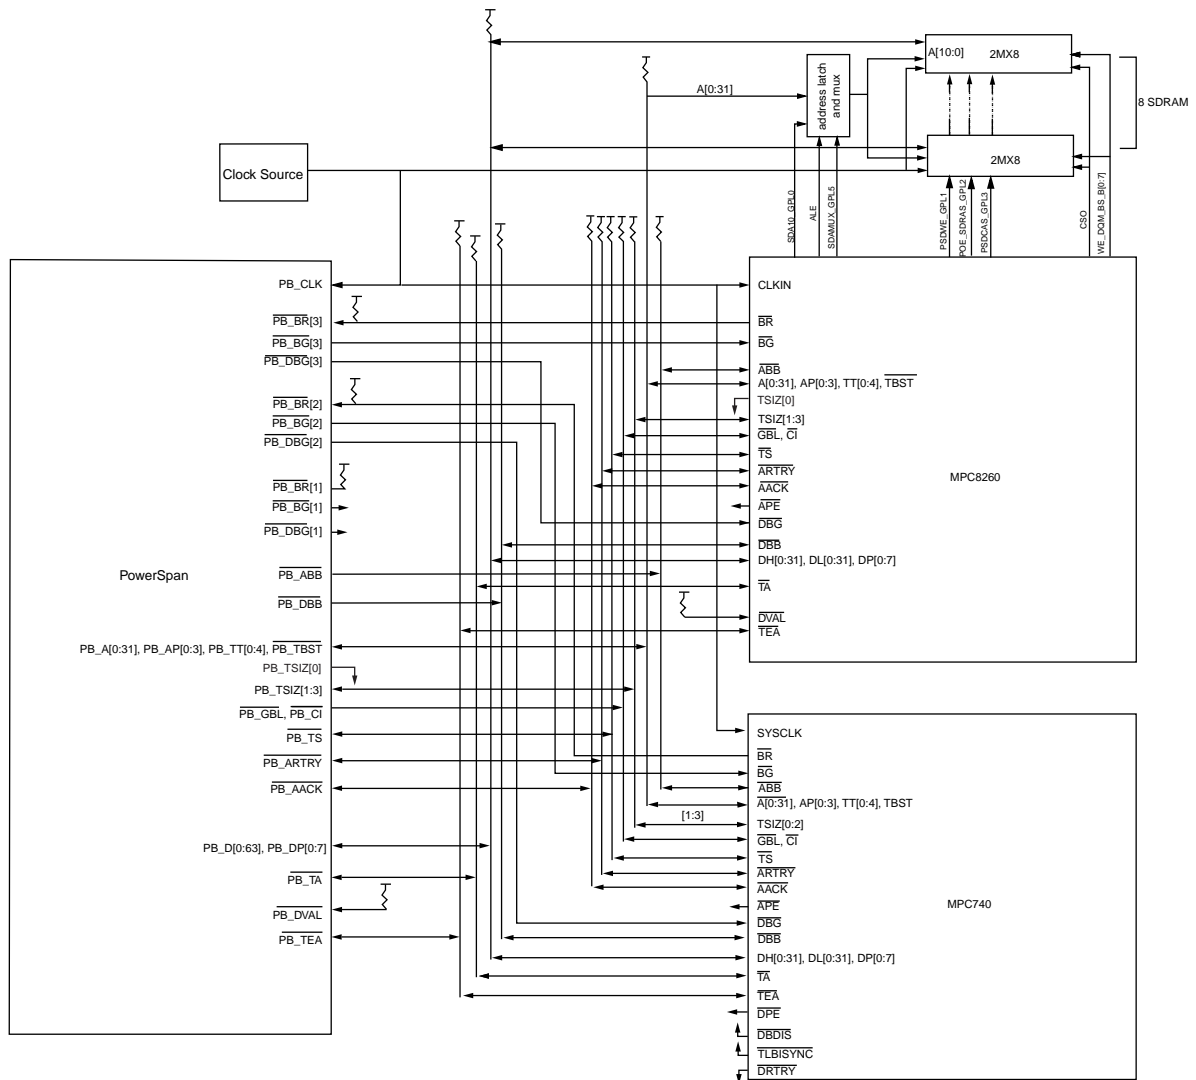 A[10:0]
2MX8
A[0:31]
address latch
and mux
8 SDRAM
2MX8
Clock Source
SDA10_GPL0
ALE
SDAMUX_GPL5
PSDWE_GPL1
POE_SDRAS_GPL2
PSDCAS_GPL3
CSO
WE_DQM_BS_B[0:7]
PowerSpan
PB_CLK
PB_BR[3]
PB_BG[3]
PB_DBG[3]
PB_BR[2]
PB_BG[2]
PB_DBG[2]
PB_BR[1]
PB_BG[1]
PB_DBG[1]
PB_ABB
PB_DBB
PB_A[0:31], PB_AP[0:3], PB_TT[0:4], PB_TBST
PB_TSIZ[0]
PB_TSIZ[1:3]
PB_GBL, PB_CI
PB_TS
PB_ARTRY
PB_AACK
PB_D[0:63], PB_DP[0:7]
PB_TA
PB_DVAL
PB_TEA
MPC8260
CLKIN
BR
BG
ABB
A[0:31], AP[0:3], TT[0:4], TBST
TSIZ[0]
TSIZ[1:3]
GBL, CI
TS
ARTRY
AACK
APE
DBG
DBB
DH[0:31], DL[0:31], DP[0:7]
TA
DVAL
TEA
MPC740
SYSCLK
BR
BG
ABB
A[0:31], AP[0:3], TT[0:4], TBST
[1:3]
TSIZ[0:2]
GBL, CI
TS
ARTRY
AACK
APE
DBG
DBB
DH[0:31], DL[0:31], DP[0:7]
TA
TEA
DPE
DBDIS
TLBISYNC
DRTRY